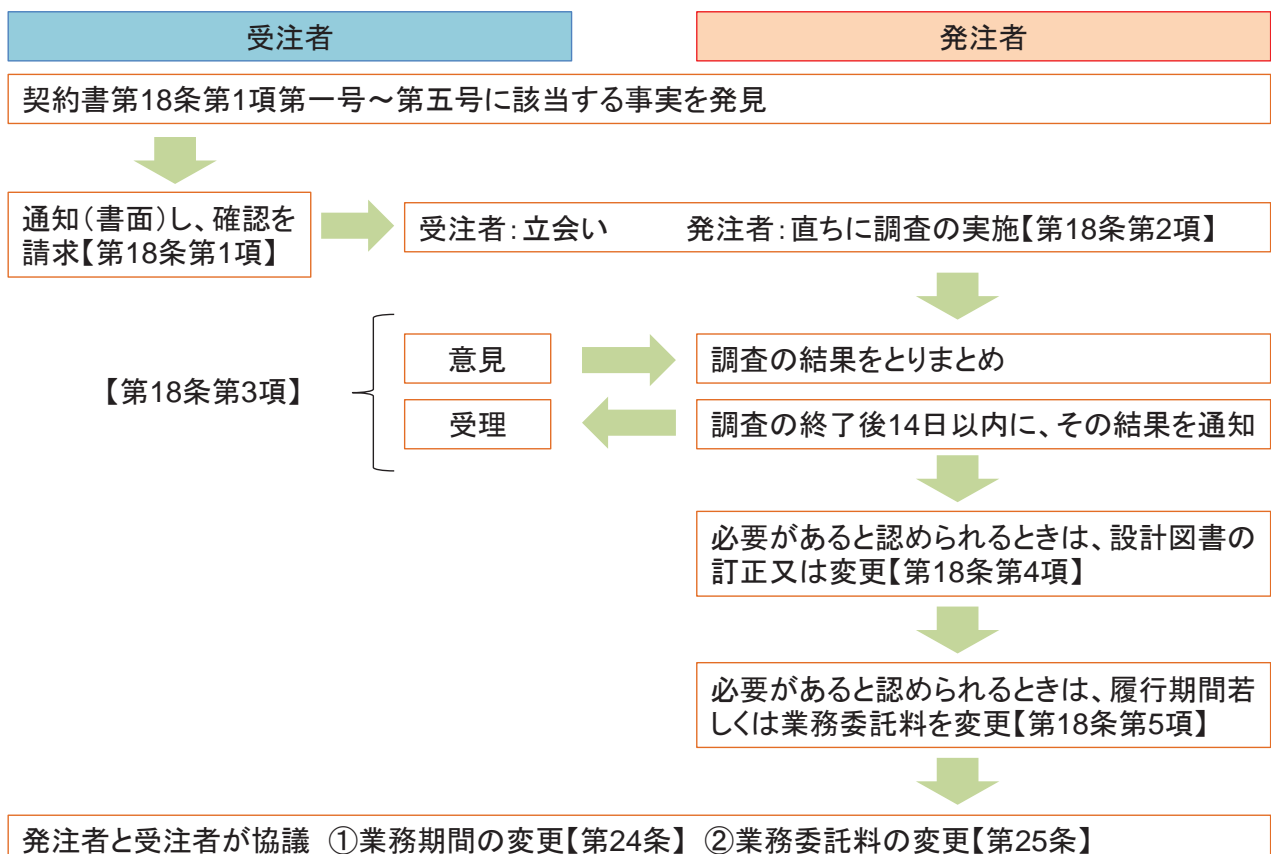 受注者
発注者
契約書第18条第1項第一号～第五号に該当する事実を発見
通知(書面)し、確認を
請求【第18条第1項】
受注者：立会い　　発注者：直ちに調査の実施【第18条第2項】
【第18条第3項】
意見
調査の結果をとりまとめ
受理
調査の終了後14日以内に、その結果を通知
必要があると認められるときは、設計図書の
訂正又は変更【第18条第4項】
必要があると認められるときは、履行期間若
しくは業務委託料を変更【第18条第5項】
発注者と受注者が協議　①業務期間の変更【第24条】　②業務委託料の変更【第25条】